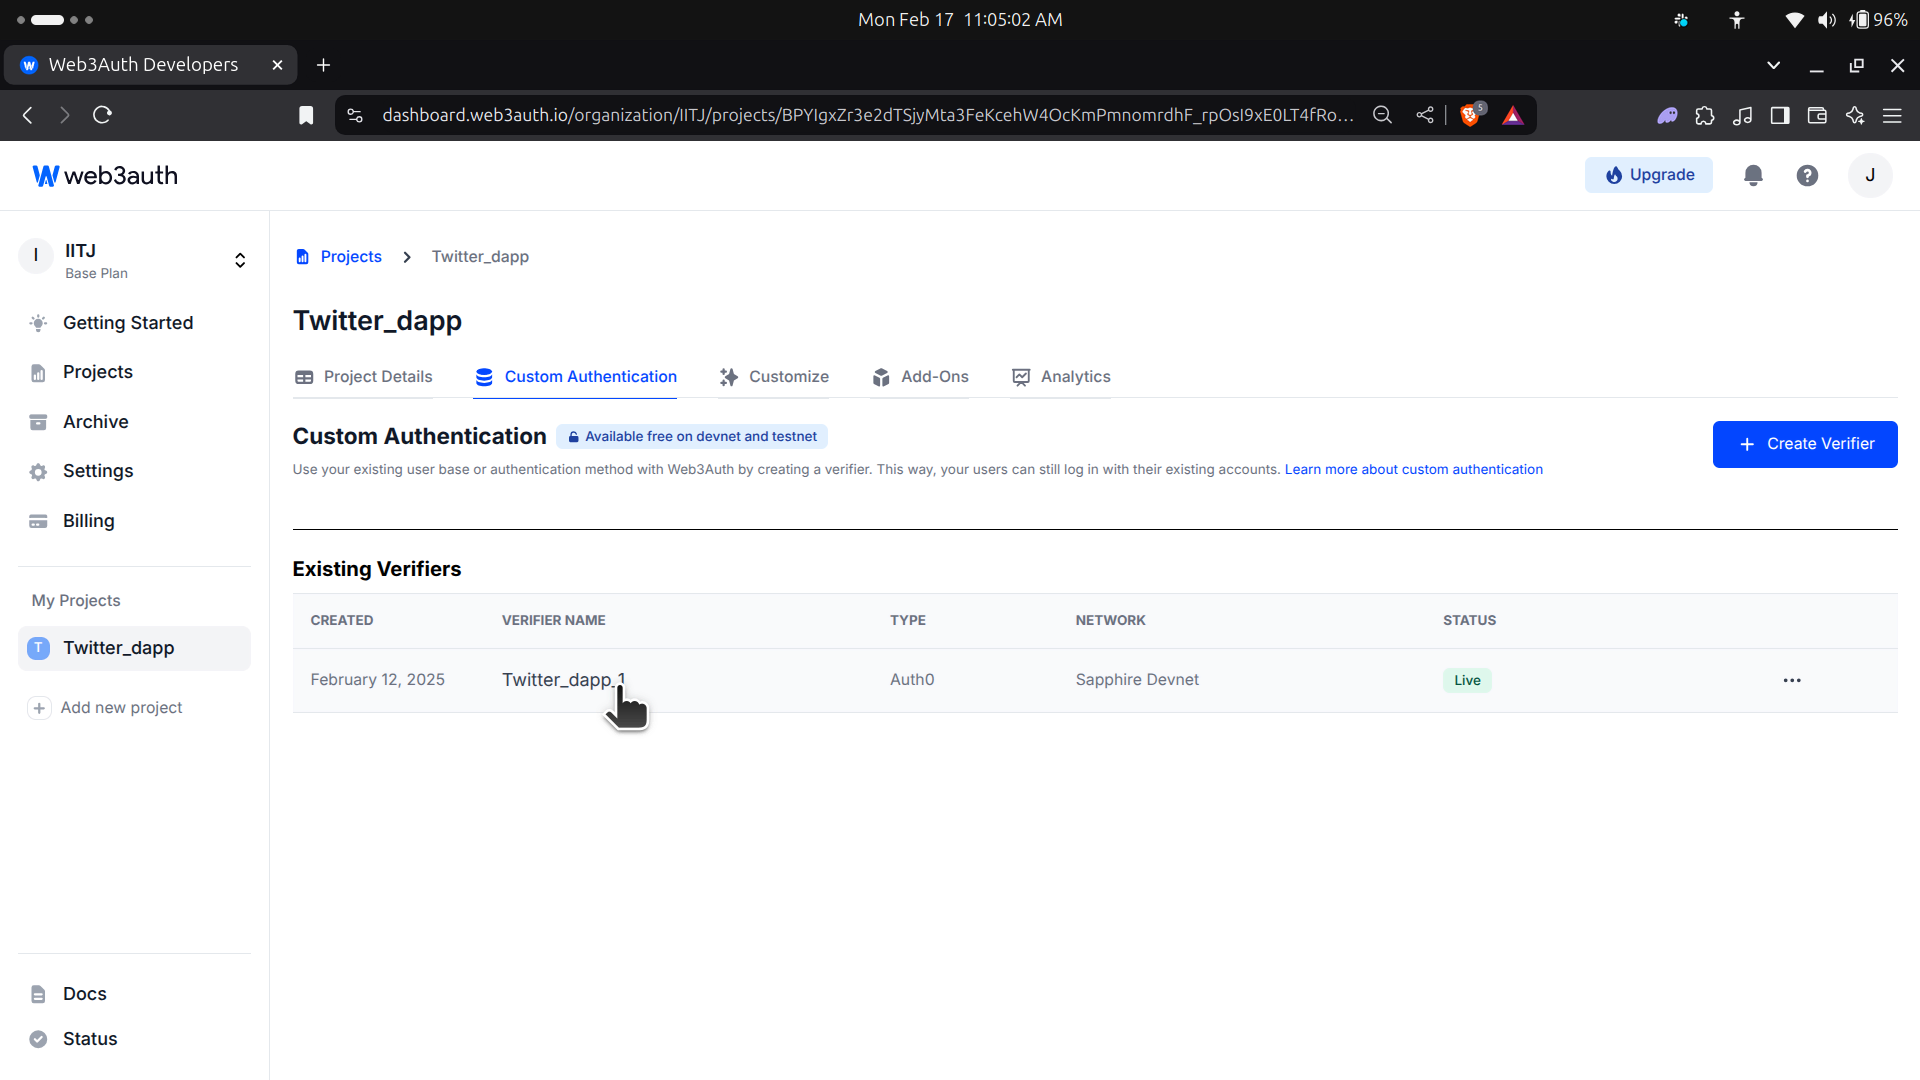 Mon Feb 17 11:05:02 AM
96%
Web3Auth Developers
dashboard.web3auth.io/organization/IITJ/projects/BPYIgxZr3e2dTSjyMta3FeKcehW4OcKmPmnomrdhF_rpOsI9xE0LT4fRo...
5
web3auth
Upgrade
J
I
IITJ
Base Plan
Getting Started
Projects
Archive
Settings
Billing
My Projects
T
Twitter_dapp
Add new project
Docs
Status
Projects
Twitter_dapp
Twitter_dapp
Project Details
Custom Authentication
Customize
Add-Ons
Analytics
Custom Authentication
Available free on devnet and testnet
Use your existing user base or authentication method with Web3Auth by creating a verifier. This way, your users can still log in with their existing accounts. Learn more about custom authentication
+ Create Verifier
Existing Verifiers
CREATED VERIFIER NAME TYPE NETWORK STATUS
February 12, 2025 Twitter_dapp_1 Auth0 Sapphire Devnet Live